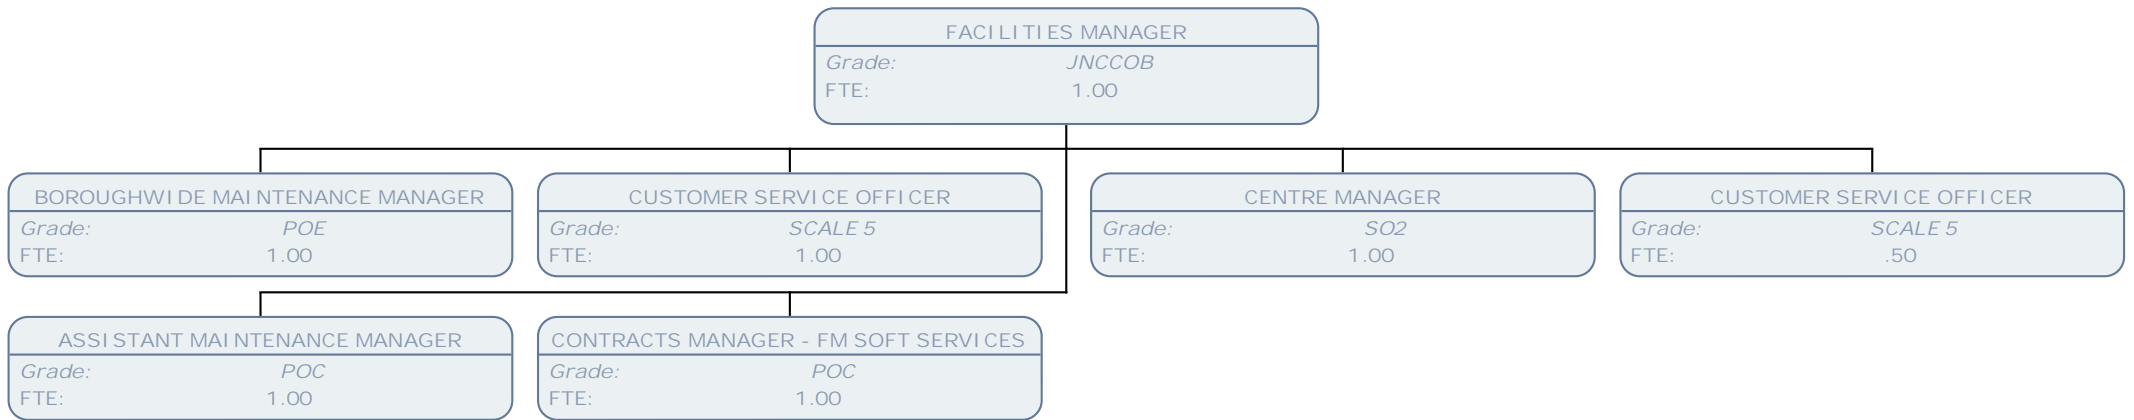 FACILITIES MANAGER
Grade: JNCCOB
FTE: 1.00
BOROUGHWIDE MAINTENANCE MANAGER
Grade: POE
FTE: 1.00
CUSTOMER SERVICE OFFICER
Grade: SCALE 5
FTE: 1.00
CENTRE MANAGER
Grade: SO2
FTE: 1.00
CUSTOMER SERVICE OFFICER
Grade: SCALE 5
FTE: .50
ASSISTANT MAINTENANCE MANAGER
Grade: POC
FTE: 1.00
CONTRACTS MANAGER - FM SOFT SERVICES
Grade: POC
FTE: 1.00